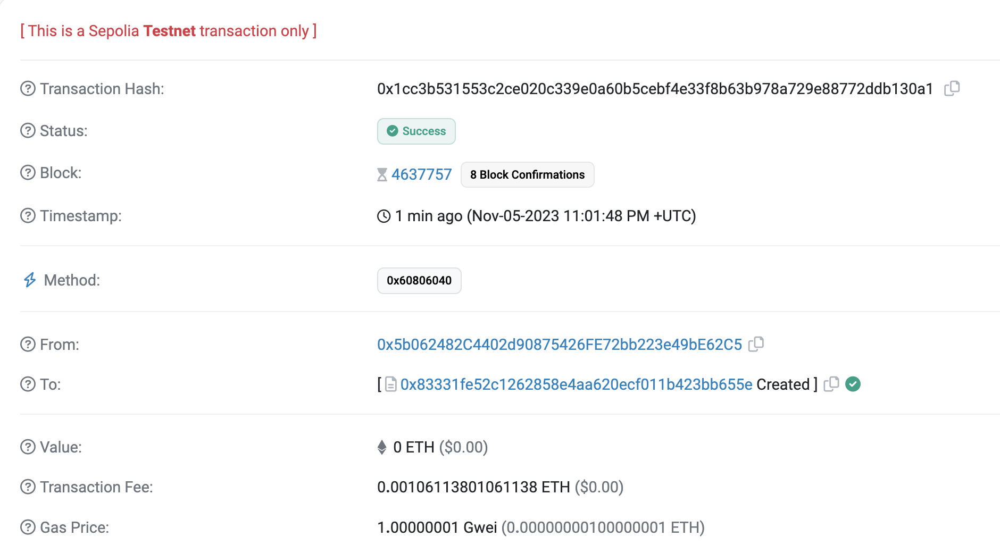 [ This is a Sepolia Testnet transaction only ]
Transaction Hash: 0x1cc3b531553c2ce020c339e0a60b5cebf4e33f8b63b978a729e88772ddb130a1
Status: Success
Block: 4637757 8 Block Confirmations
Timestamp: 1 min ago (Nov-05-2023 11:01:48 PM +UTC)
Method: 0x60806040
From: 0x5b062482C4402d90875426FE72bb223e49bE62C5
To: [ 0x83331fe52c1262858e4aa620ecf011b423bb655e Created ]
Value: 0 ETH ($0.00)
Transaction Fee: 0.00106113801061138 ETH ($0.00)
Gas Price: 1.00000001 Gwei (0.00000000100000001 ETH)